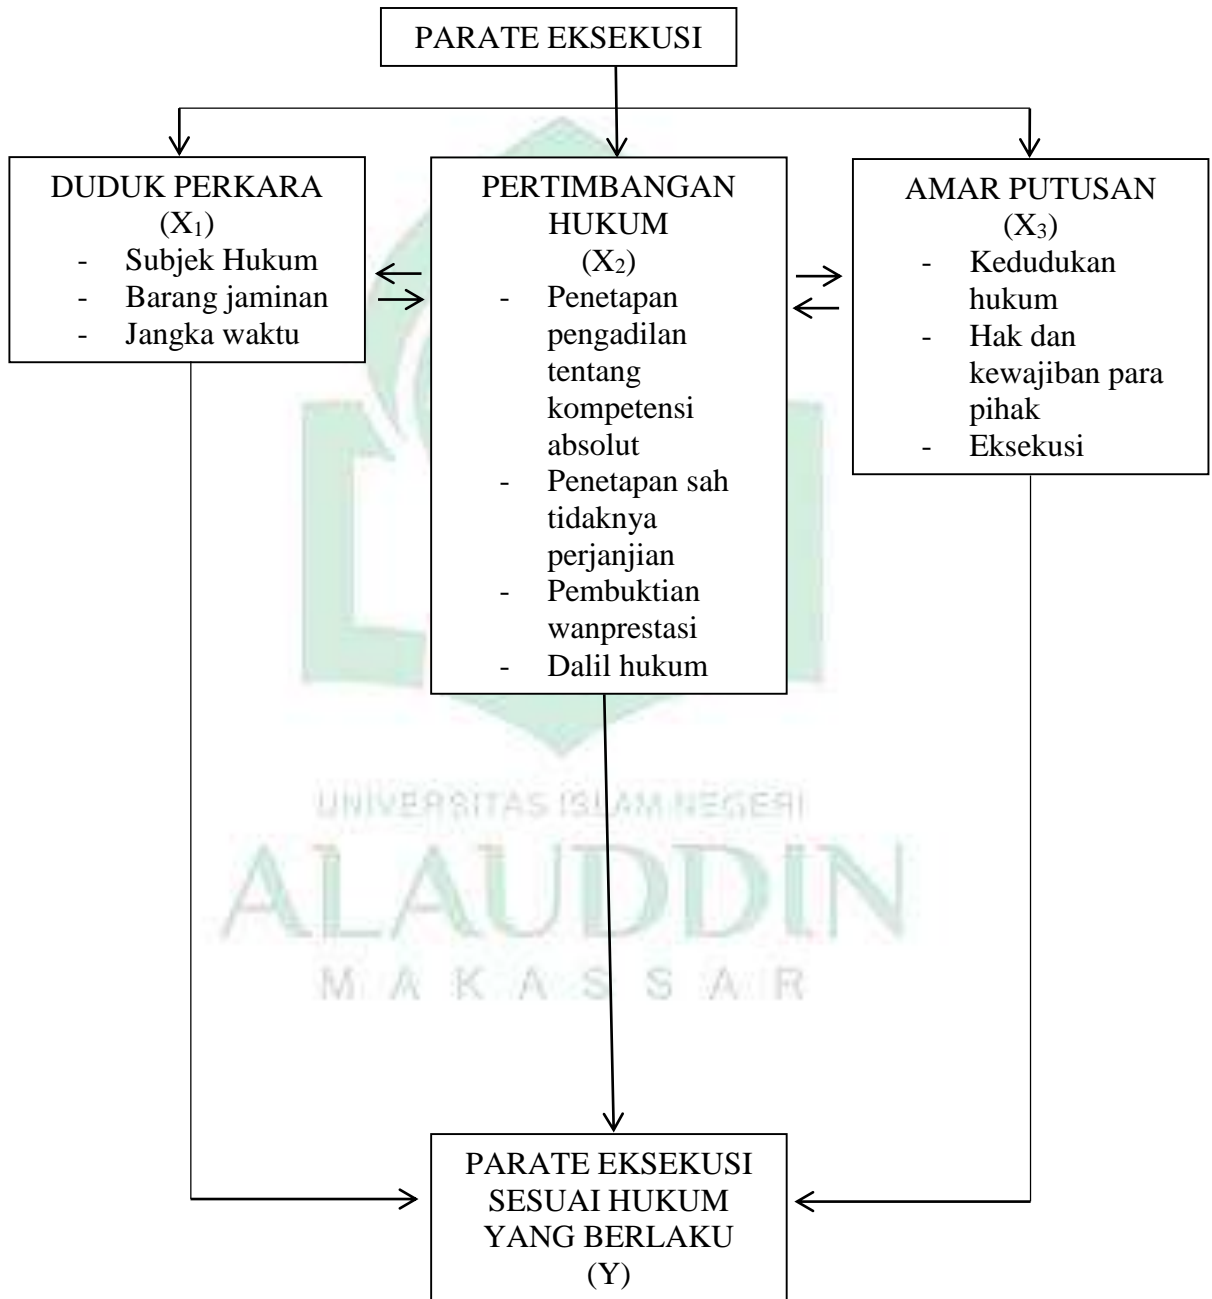 PARATE EKSEKUSI
DUDUK PERKARA
(X₁)
- Subjek Hukum
- Barang jaminan
- Jangka waktu
PERTIMBANGAN
HUKUM
(X₂)
- Penetapan
pengadilan
tentang
kompetensi
absolut
- Penetapan sah
tidaknya
perjanjian
- Pembuktian
wanprestasi
- Dalil hukum
AMAR PUTUSAN
(X₃)
- Kedudukan
hukum
- Hak dan
kewajiban para
pihak
- Eksekusi
UNIVERSITAS ISLAM NEGERI
ALAUDDIN
MAKASSAR
PARATE EKSEKUSI
SESUAI HUKUM
YANG BERLAKU
(Y)